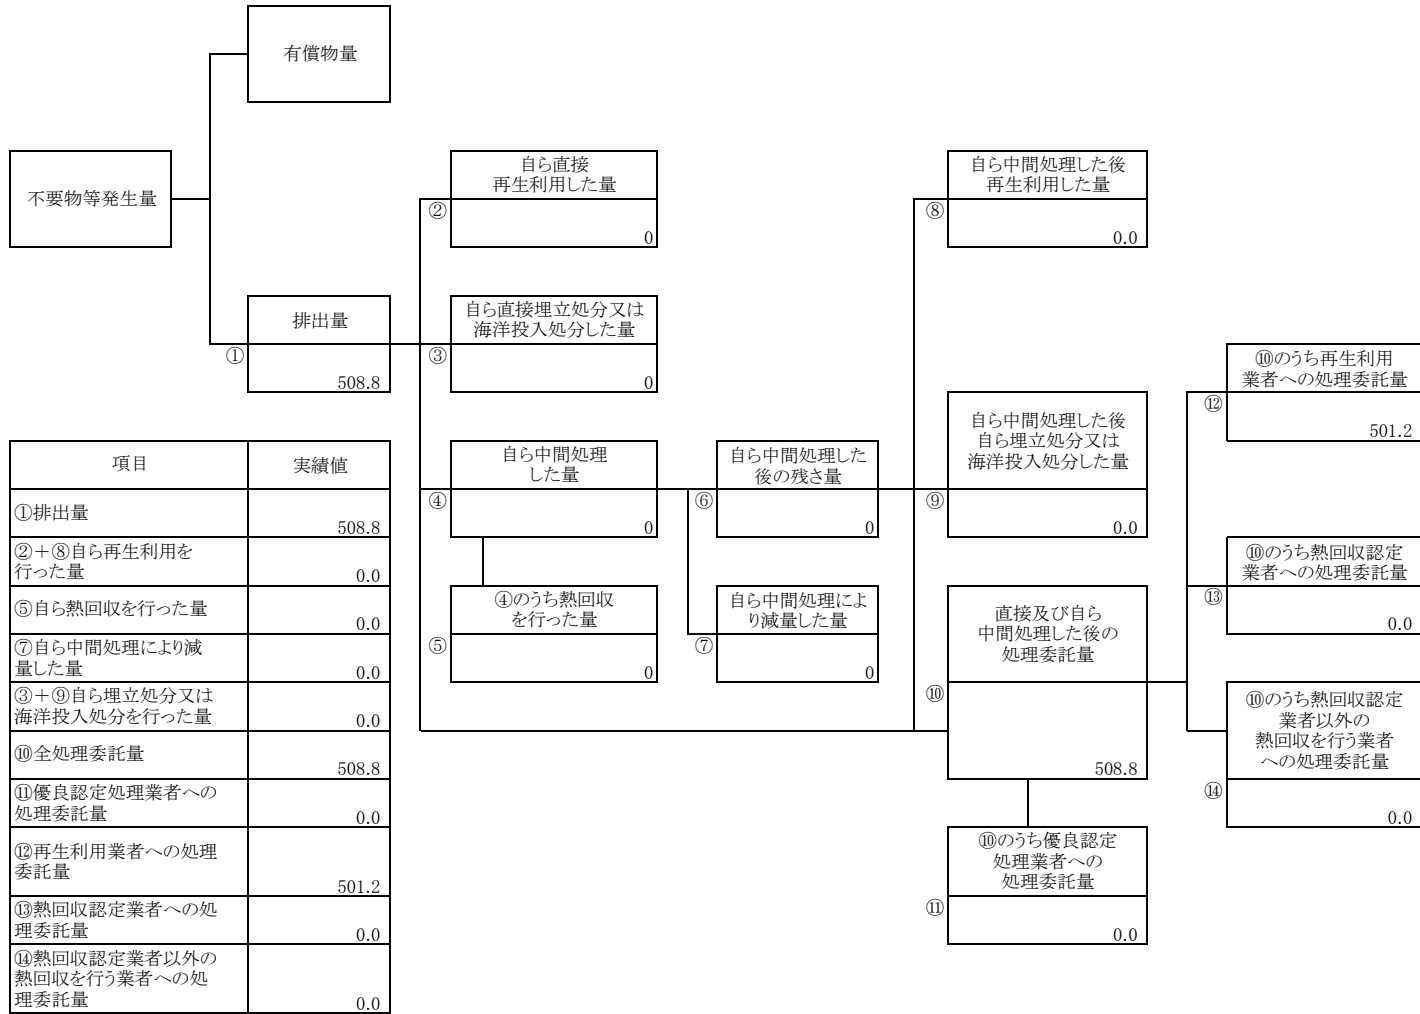 有償物量
不要物等発生量
排出量
①
508.8
自ら直接
再生利用した量
②
0
自ら直接埋立処分又は
海洋投入処分した量
③
0
自ら中間処理
した量
④
0
④のうち熱回収
を行った量
⑤
0
自ら中間処理した
後の残さ量
⑥
0
自ら中間処理によ
り減量した量
⑦
0
自ら中間処理した後
再生利用した量
⑧
0.0
自ら中間処理した後
自ら埋立処分又は
海洋投入処分した量
⑨
0.0
直接及び自ら
中間処理した後の
処理委託量
⑩
508.8
⑩のうち優良認定
処理業者への
処理委託量
⑪
0.0
⑩のうち再生利用
業者への処理委託量
⑫
501.2
⑩のうち熱回収認定
業者への処理委託量
⑬
0.0
⑩のうち熱回収認定
業者以外の
熱回収を行う業者
への処理委託量
⑭
0.0
項目 実績値
①排出量
508.8
②+⑧自ら再生利用を
行った量 0.0
⑤自ら熱回収を行った量
0.0
⑦自ら中間処理により減
量した量 0.0
③+⑨自ら埋立処分又は
海洋投入処分を行った量 0.0
⑩全処理委託量
508.8
⑪優良認定処理業者への
処理委託量 0.0
⑫再生利用業者への処理
委託量
501.2
⑬熱回収認定業者への処
理委託量 0.0
⑭熱回収認定業者以外の
熱回収を行う業者への処
理委託量 0.0